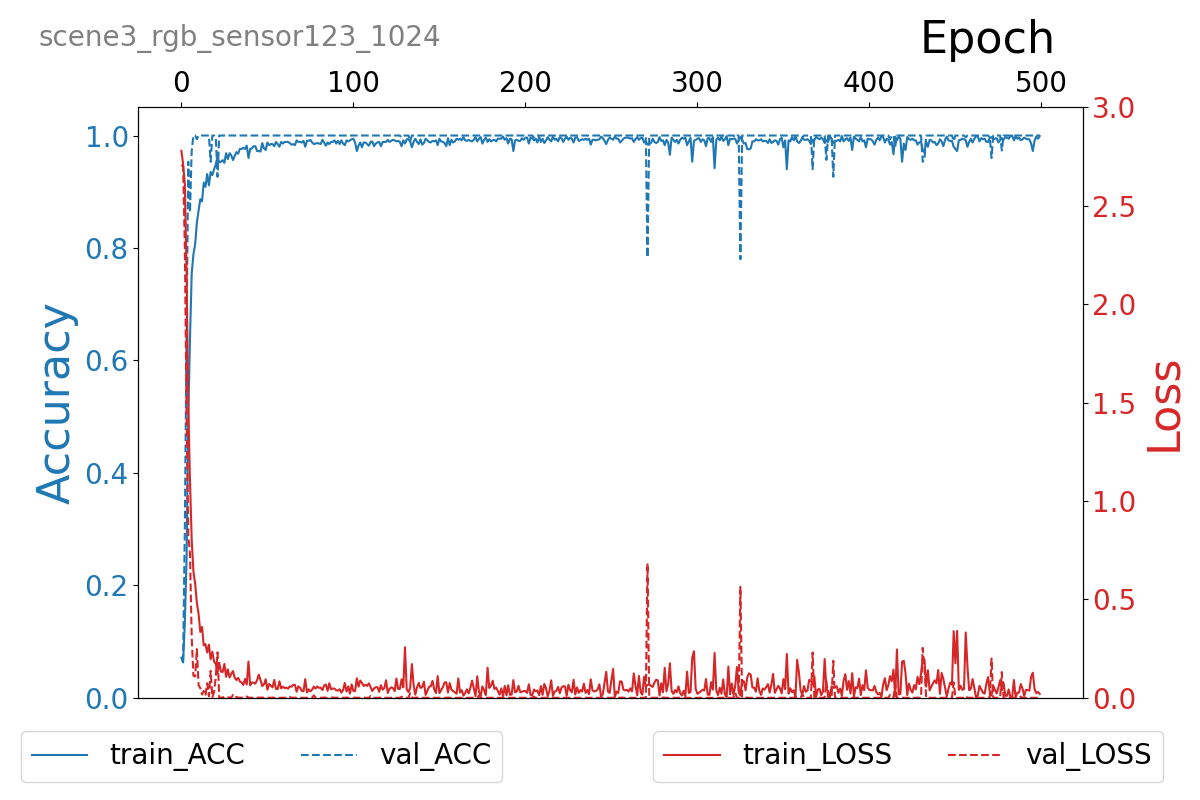 scene3_rgb_sensor123_1024
Epoch
0 100 200 300 400 500
1.0 0.8 0.6 0.4 0.2 0.0
Accuracy
3.0 2.5 2.0 1.5 1.0 0.5 0.0
Loss
train_ACC val_ACC train_LOSS val_LOSS